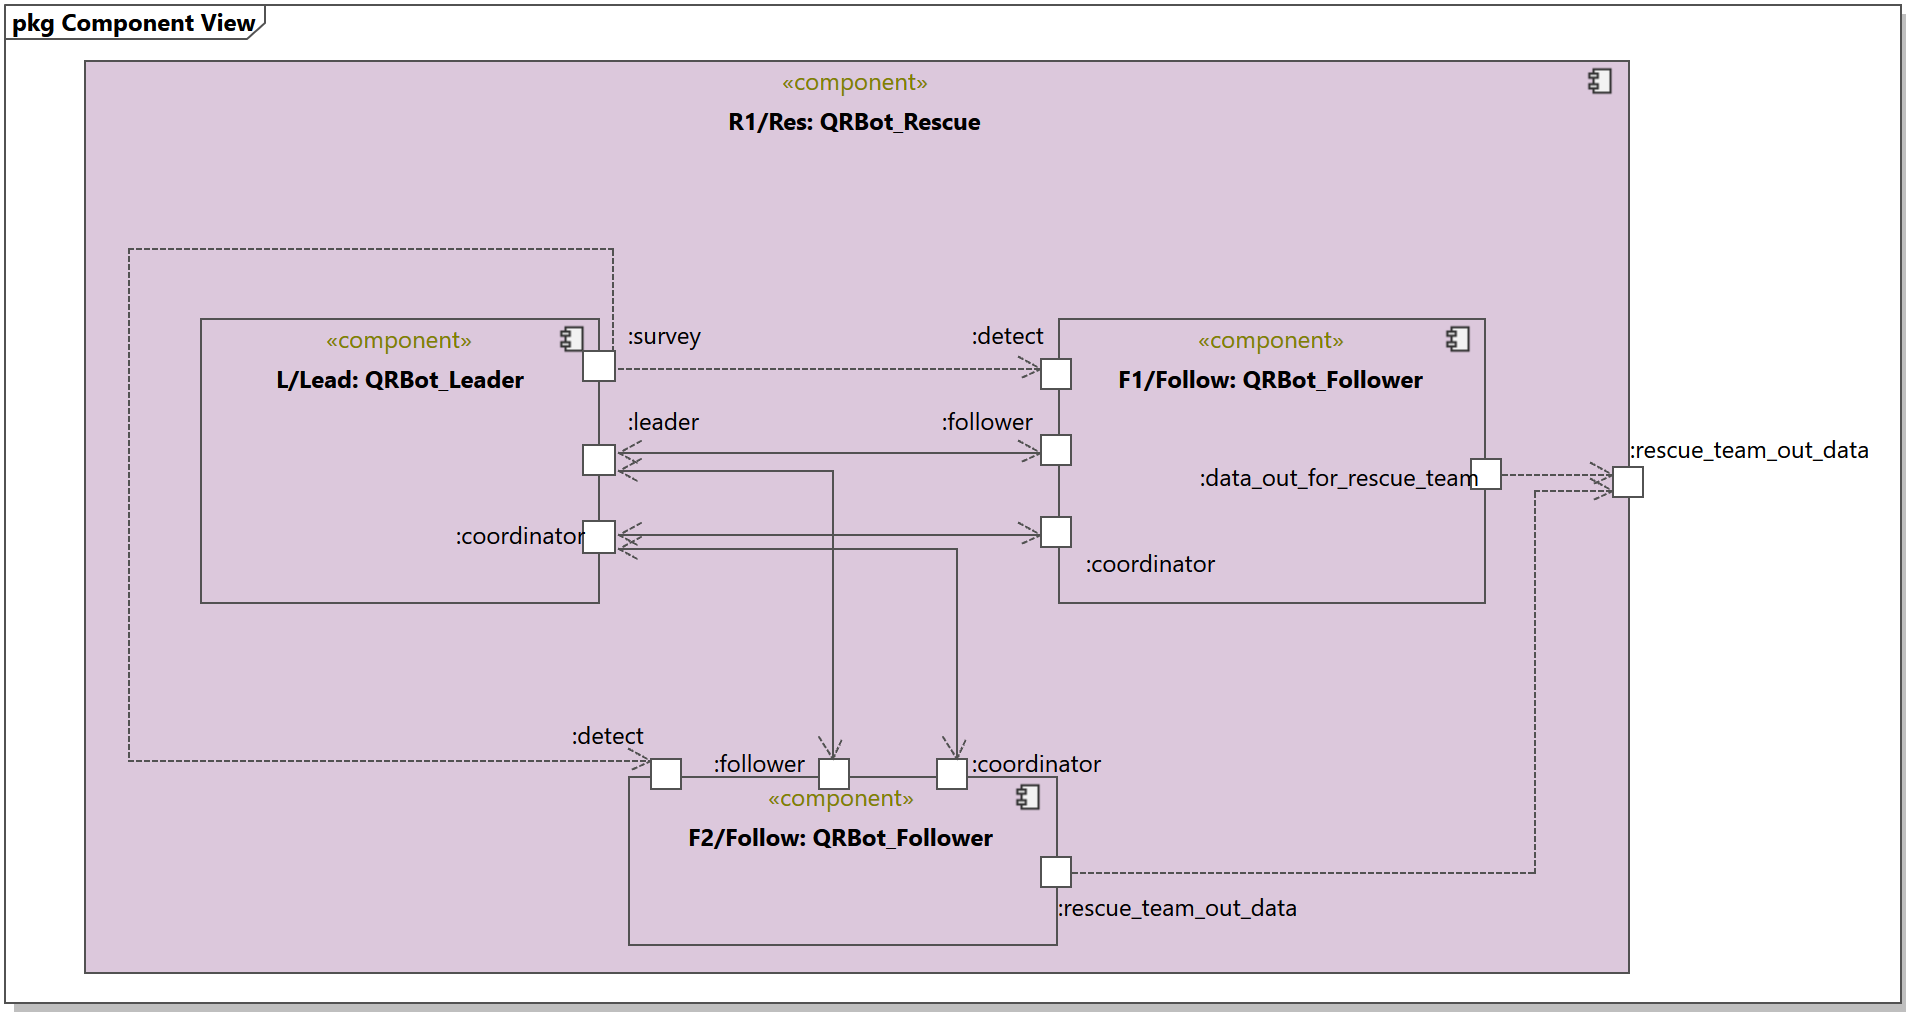 pkg Component View
«component»
R1/Res: QRBot_Rescue
«component»
L/Lead: QRBot_Leader
:survey
:leader
:coordinator
:detect
:follower
:coordinator
«component»
F1/Follow: QRBot_Follower
:data_out_for_rescue_team
:rescue_team_out_data
:detect
:follower
:coordinator
«component»
F2/Follow: QRBot_Follower
:rescue_team_out_data